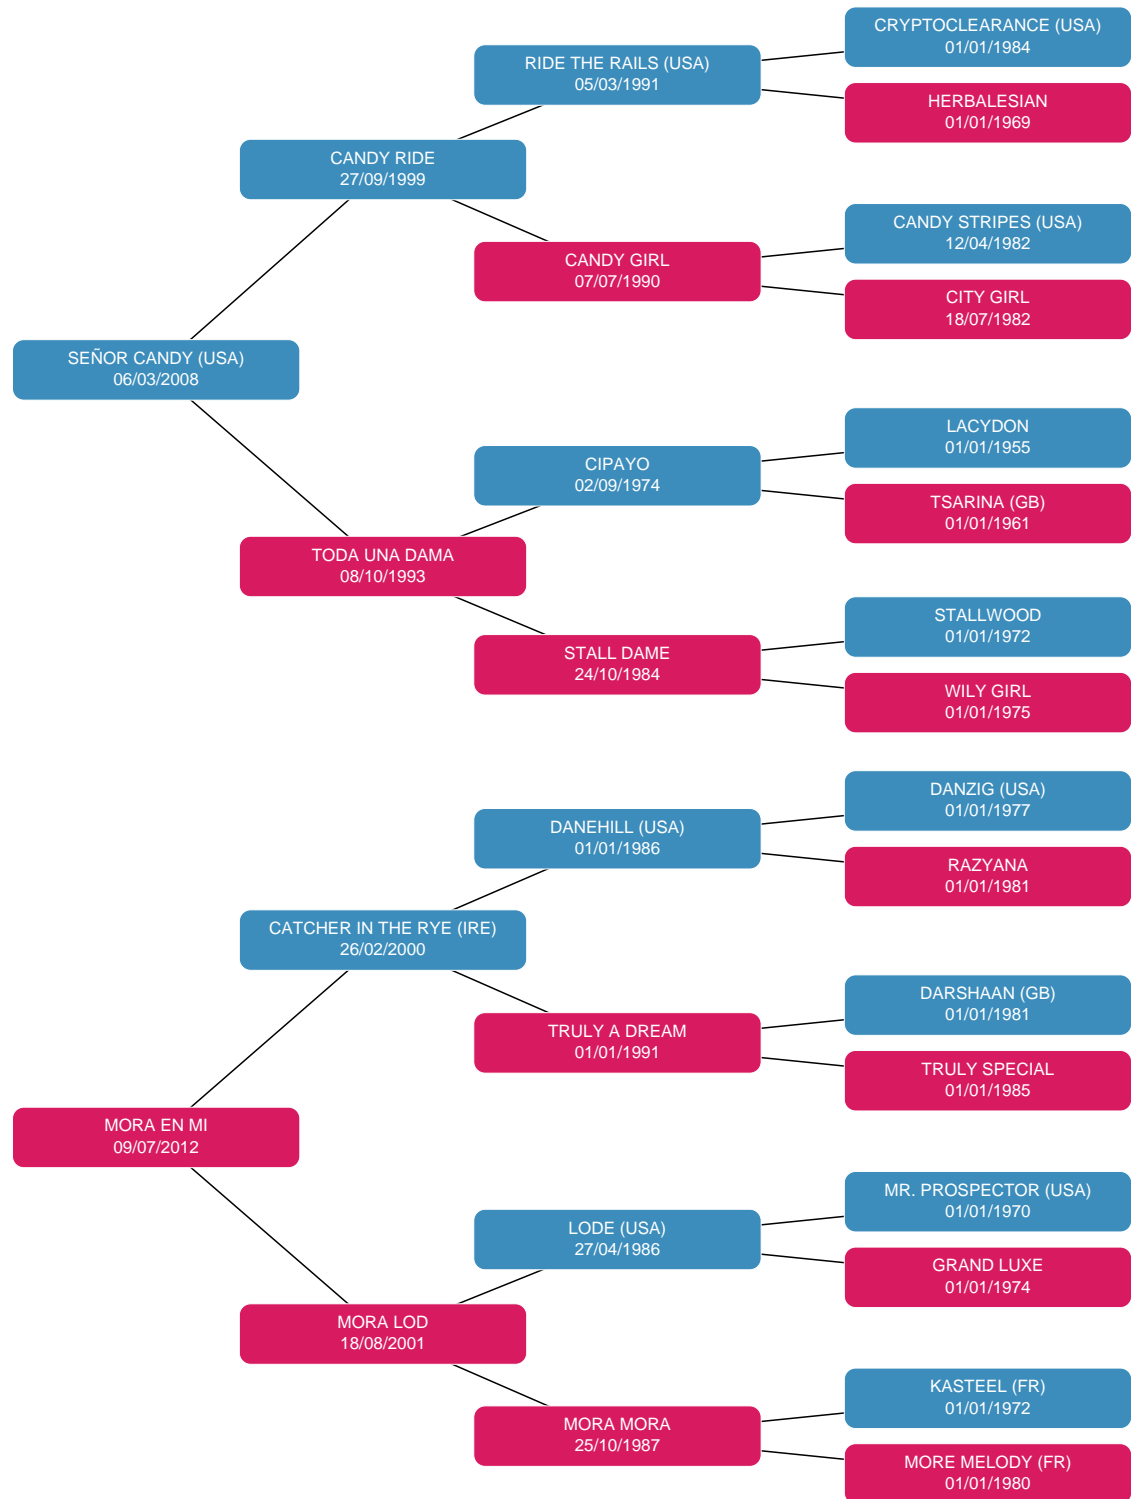 CRYPTOCLEARANCE (USA)
01/01/1984
RIDE THE RAILS (USA)
05/03/1991
HERBALESIAN
01/01/1969
CANDY RIDE
27/09/1999
CANDY STRIPES (USA)
12/04/1982
CANDY GIRL
07/07/1990
CITY GIRL
18/07/1982
SEÑOR CANDY (USA)
06/03/2008
LACYDON
01/01/1955
CIPAYO
02/09/1974
TSARINA (GB)
01/01/1961
TODA UNA DAMA
08/10/1993
STALLWOOD
01/01/1972
STALL DAME
24/10/1984
WILY GIRL
01/01/1975
DANZIG (USA)
01/01/1977
DANEHILL (USA)
01/01/1986
RAZYANA
01/01/1981
CATCHER IN THE RYE (IRE)
26/02/2000
DARSHAAN (GB)
01/01/1981
TRULY A DREAM
01/01/1991
TRULY SPECIAL
01/01/1985
MORA EN MI
09/07/2012
MR. PROSPECTOR (USA)
01/01/1970
LODE (USA)
27/04/1986
GRAND LUXE
01/01/1974
MORA LOD
18/08/2001
KASTEEL (FR)
01/01/1972
MORA MORA
25/10/1987
MORE MELODY (FR)
01/01/1980